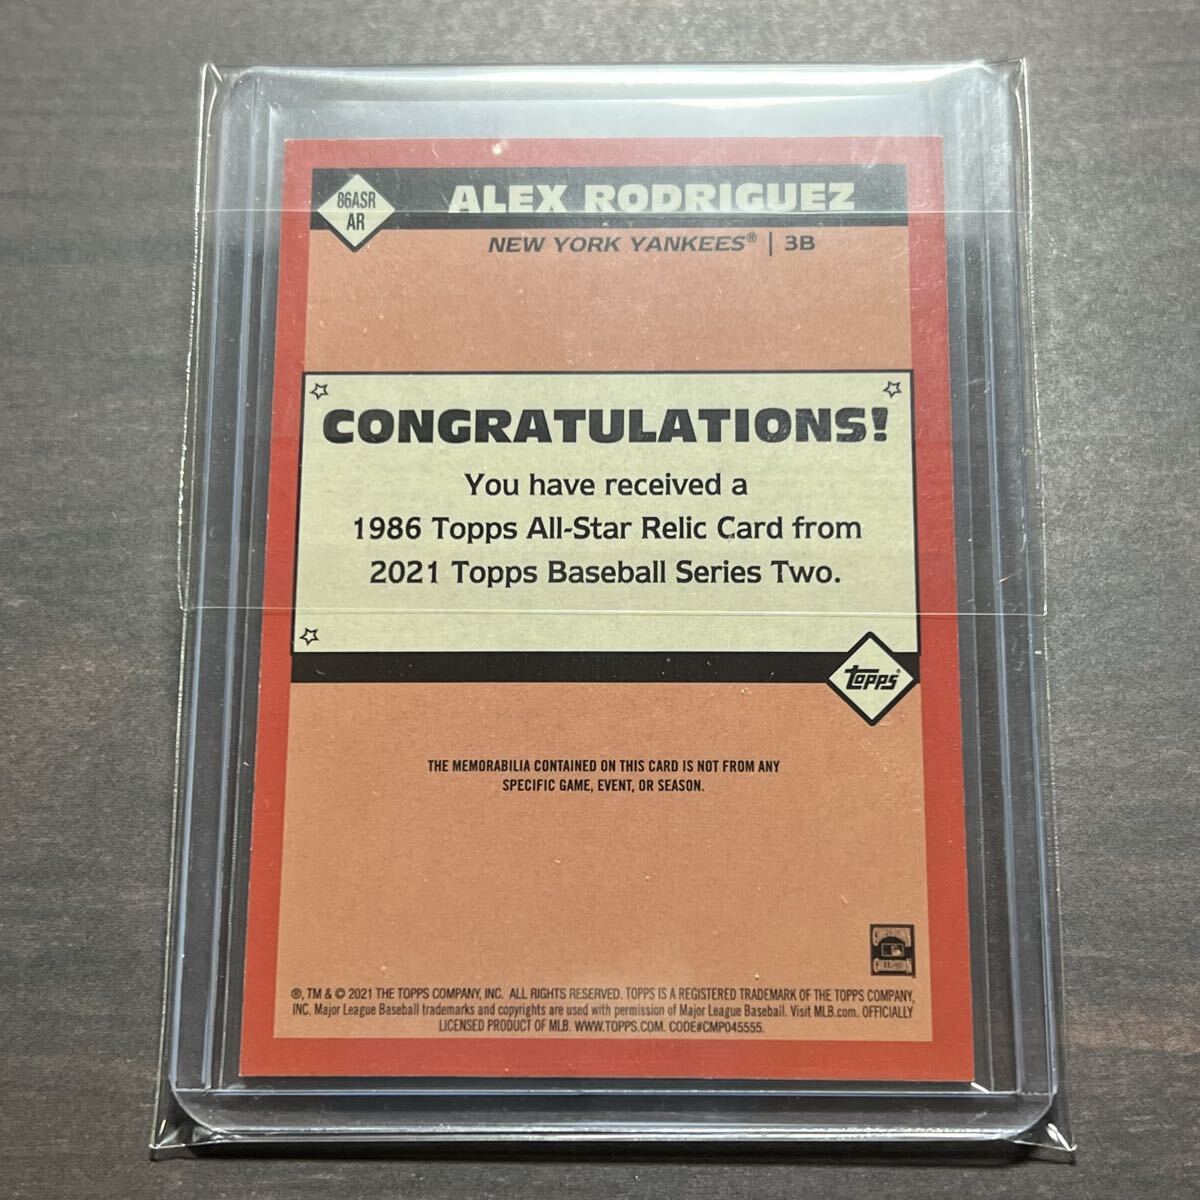 86ASR
AR
ALEX RODRIGUEZ
NEW YORK YANKEES® | 3B
CONGRATULATIONS!
You have received a
1986 Topps All-Star Relic Card from
2021 Topps Baseball Series Two.
topps®
THE MEMORABILIA CONTAINED ON THIS CARD IS NOT FROM ANY
SPECIFIC GAME, EVENT, OR SEASON.
®, TM & © 2021 THE TOPPS COMPANY, INC. ALL RIGHTS RESERVED. TOPPS IS A REGISTERED TRADEMARK OF THE TOPPS COMPANY,
INC. Major League Baseball trademarks and copyrights are used with permission of Major League Baseball. Visit MLB.com. OFFICIALLY
LICENSED PRODUCT OF MLB. WWW.TOPPS.COM. CODE#CMP045555.